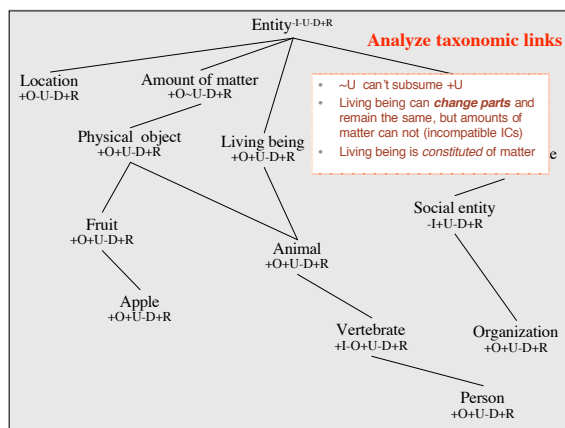 Entity-I-U-D+R
Analyze taxonomic links
Location
+O-U-D+R
Amount of matter
+O~U-D+R
• ~U can't subsume +U
• Living being can change parts and
remain the same, but amounts of
matter can not (incompatible ICs)
• Living being is constituted of matter
Physical object
+O+U-D+R
Living being
+O+U-D+R
e
Fruit
+O+U-D+R
Social entity
-I+U-D+R
Animal
+O+U-D+R
Apple
+O+U-D+R
Vertebrate
+I-O+U-D+R
Organization
+O+U-D+R
Person
+O+U-D+R